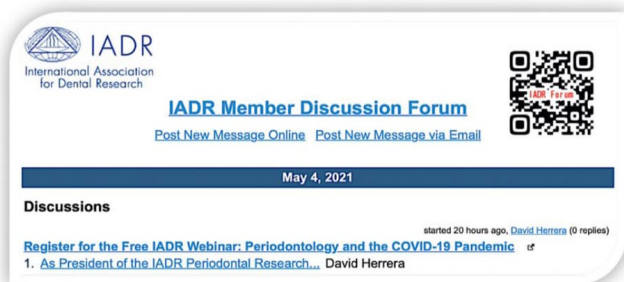 IADR
International Association
for Dental Research
IADR Forum
IADR Member Discussion Forum
Post New Message Online Post New Message via Email
May 4, 2021
Discussions
started 20 hours ago, David Herrera (0 replies)
Register for the Free IADR Webinar: Periodontology and the COVID-19 Pandemic
1. As President of the IADR Periodontal Research... David Herrera